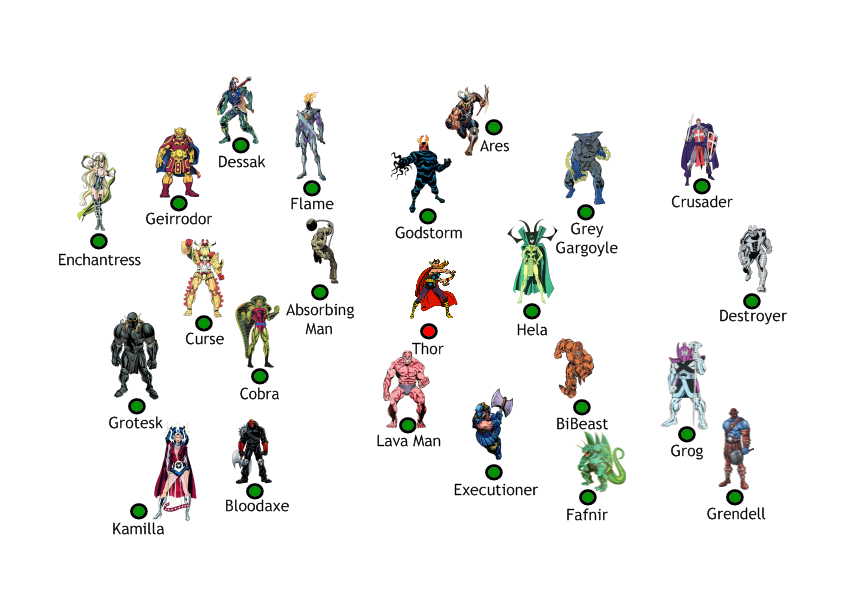 Dessak
Ares
Flame
Crusader
Geirrodor
Godstorm
Grey
Gargoyle
Enchantress
Absorbing
Man
Destroyer
Hela
Curse
Thor
Cobra
Grotesk
BiBeast
Lava Man
Grog
Executioner
Bloodaxe
Fafnir
Grendell
Kamilla